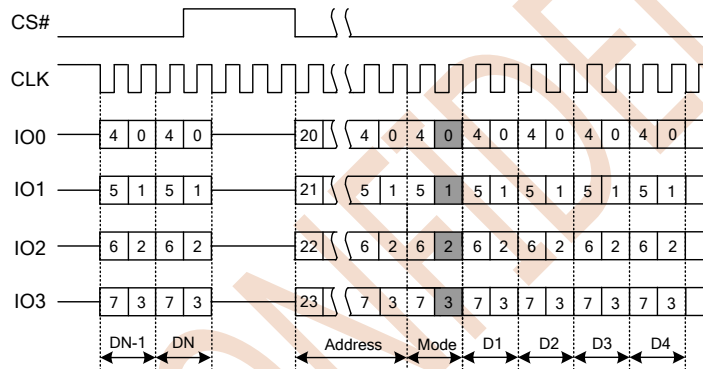 CS#
CLK
IO0 4 0 4 0 20 4 0 4 0 4 0 4 0 4 0 4 0
IO1 5 1 5 1 21 5 1 5 1 5 1 5 1 5 1 5 1
IO2 6 2 6 2 22 6 2 6 2 6 2 6 2 6 2 6 2
IO3 7 3 7 3 23 7 3 7 3 7 3 7 3 7 3 7 3
DN-1 DN Address Mode D1 D2 D3 D4